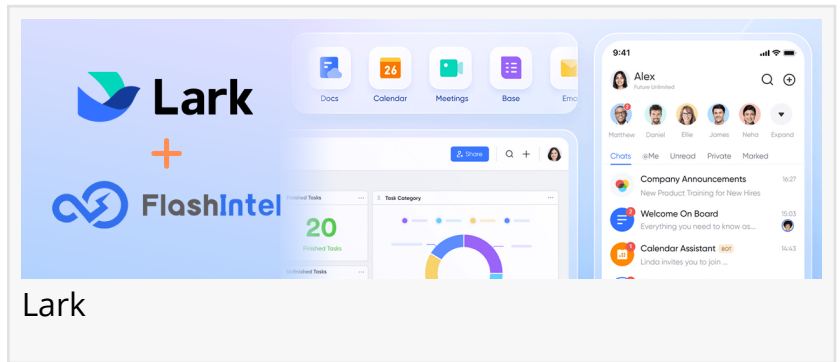 Lark
+
FlashIntel
Docs
Calendar
Meetings
Base
26
Share
Finished Tasks
20
Finished Tasks
Unfinished Tasks
Task Category
9:41
Alex
Future Unlimited
Matthew
Daniel
Ellie
James
Neha
Expand
Chats
@Me
Unread
Private
Marked
Company Announcements
16:27
New Product Training for New Hires
Welcome On Board
15:03
Everything you need to know as...
Calendar Assistant BOT
14:43
Linda invites you to join ...
Lark